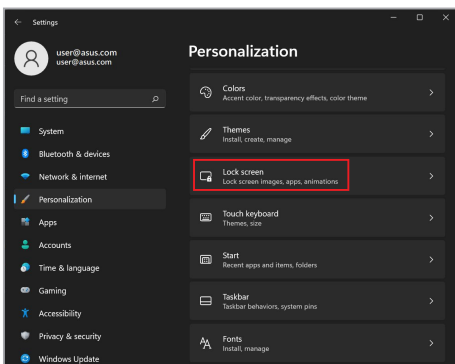 Settings
user@asus.com
user@asus.com
Find a setting
System
Bluetooth & devices
Network & internet
Personalization
Apps
Accounts
Time & language
Gaming
Accessibility
Privacy & security
Windows Update
Personalization
Colors
Accent color, transparency effects, color theme
Themes
Install, create, manage
Lock screen
Lock screen images, apps, animations
Touch keyboard
Themes, size
Start
Recent apps and items, folders
Taskbar
Taskbar behaviors, system pins
Fonts
Install, manage